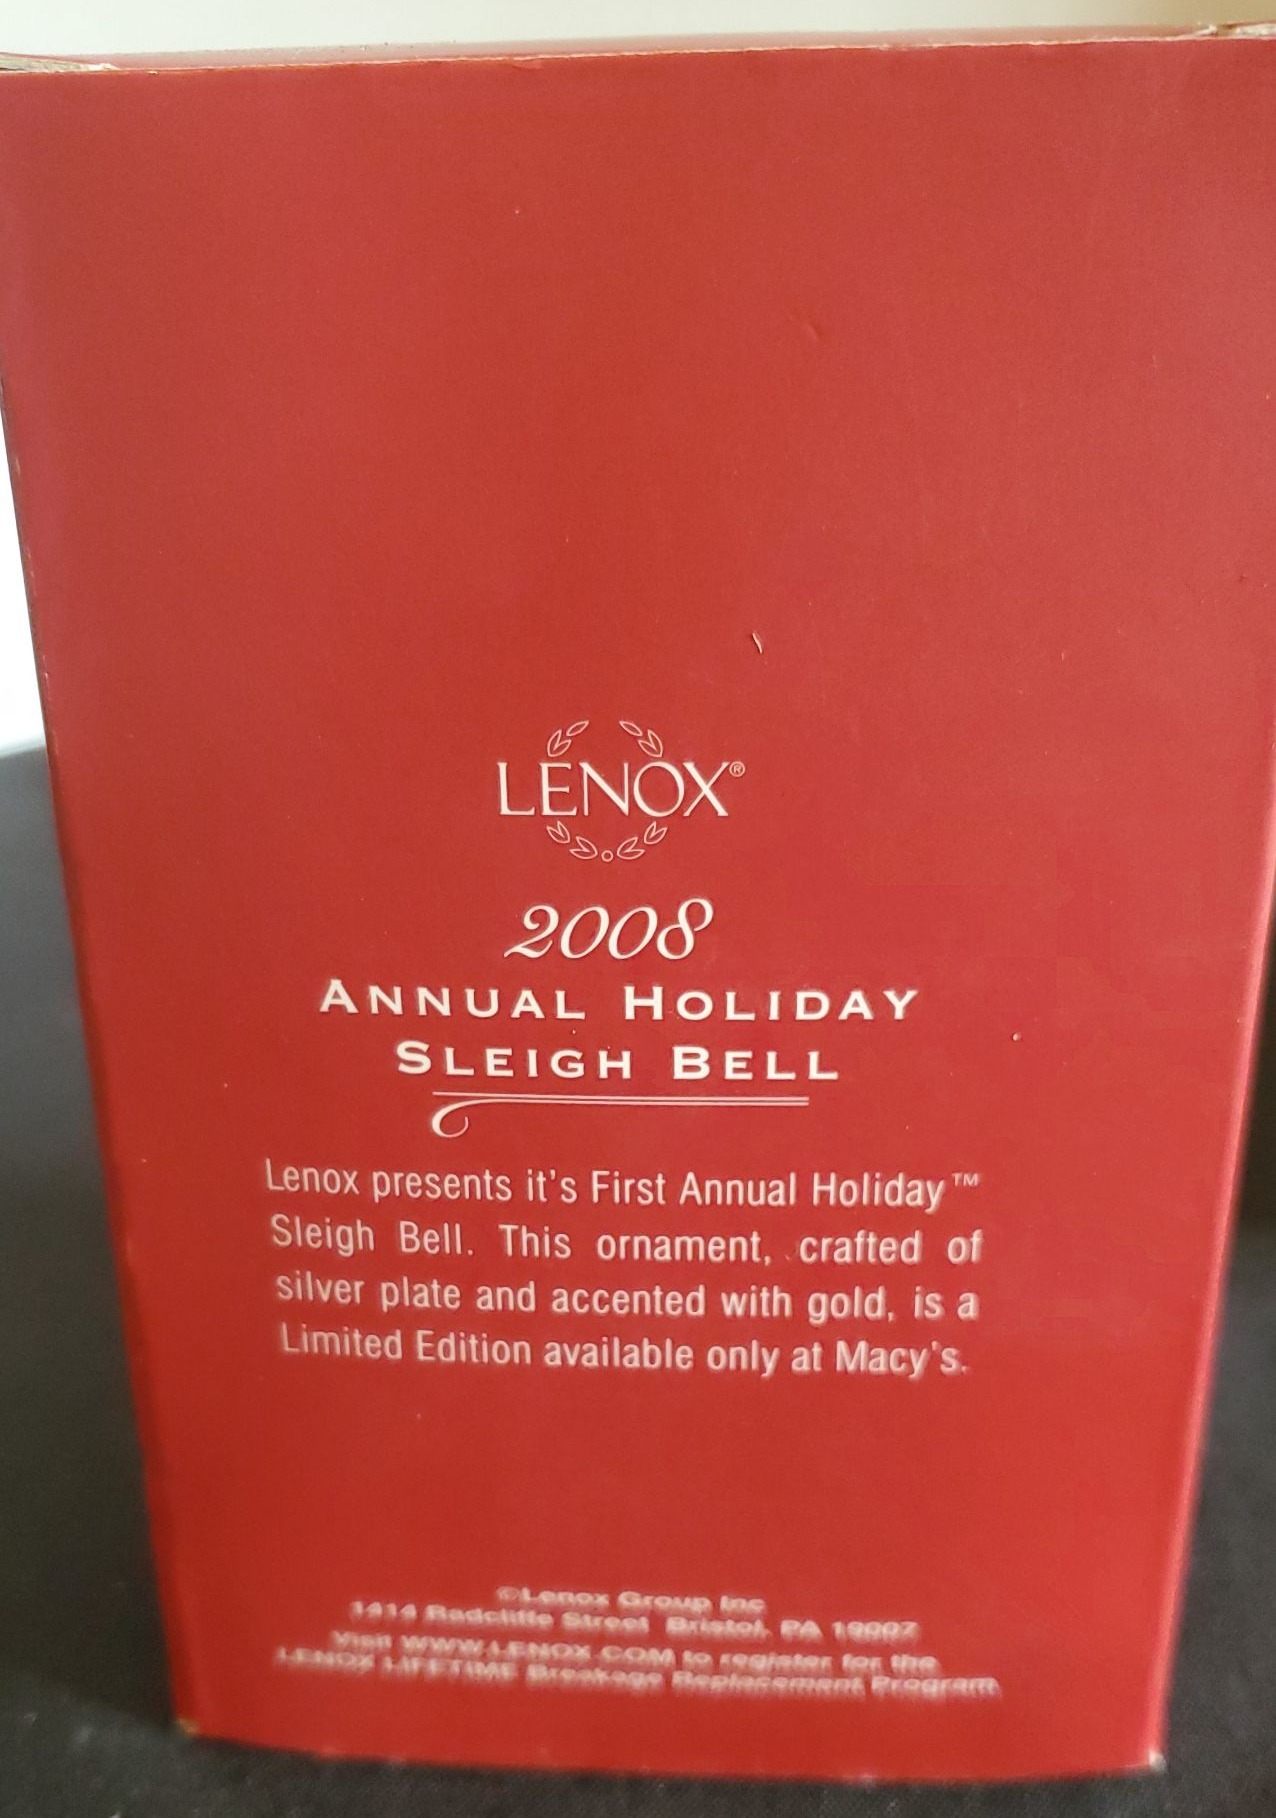 LENOX®
2008
ANNUAL HOLIDAY
SLEIGH BELL
Lenox presents it's First Annual Holiday™
Sleigh Bell. This ornament, crafted of
silver plate and accented with gold, is a
Limited Edition available only at Macy's.
©Lenox Group Inc
1414 Radcliffe Street Bristol, PA 19007
Visit WWW.LENOX.COM to register for the
LENOX LIFETIME Breakage Replacement Program